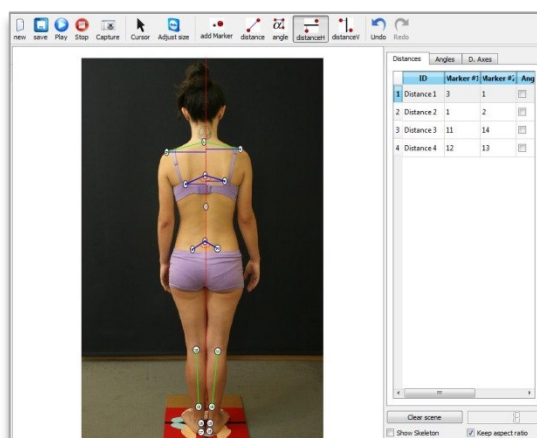 new save Play Stop Capture Cursor Adjust size add Marker distance angle distanceH distanceV Undo Redo
Distances Angles D. Axes
ID Marker #1 Marker #2 Ang
1 Distance 1 3 1
2 Distance 2 1 2
3 Distance 3 11 14
4 Distance 4 12 13
Clear scene
Show Skeleton Keep aspect ratio